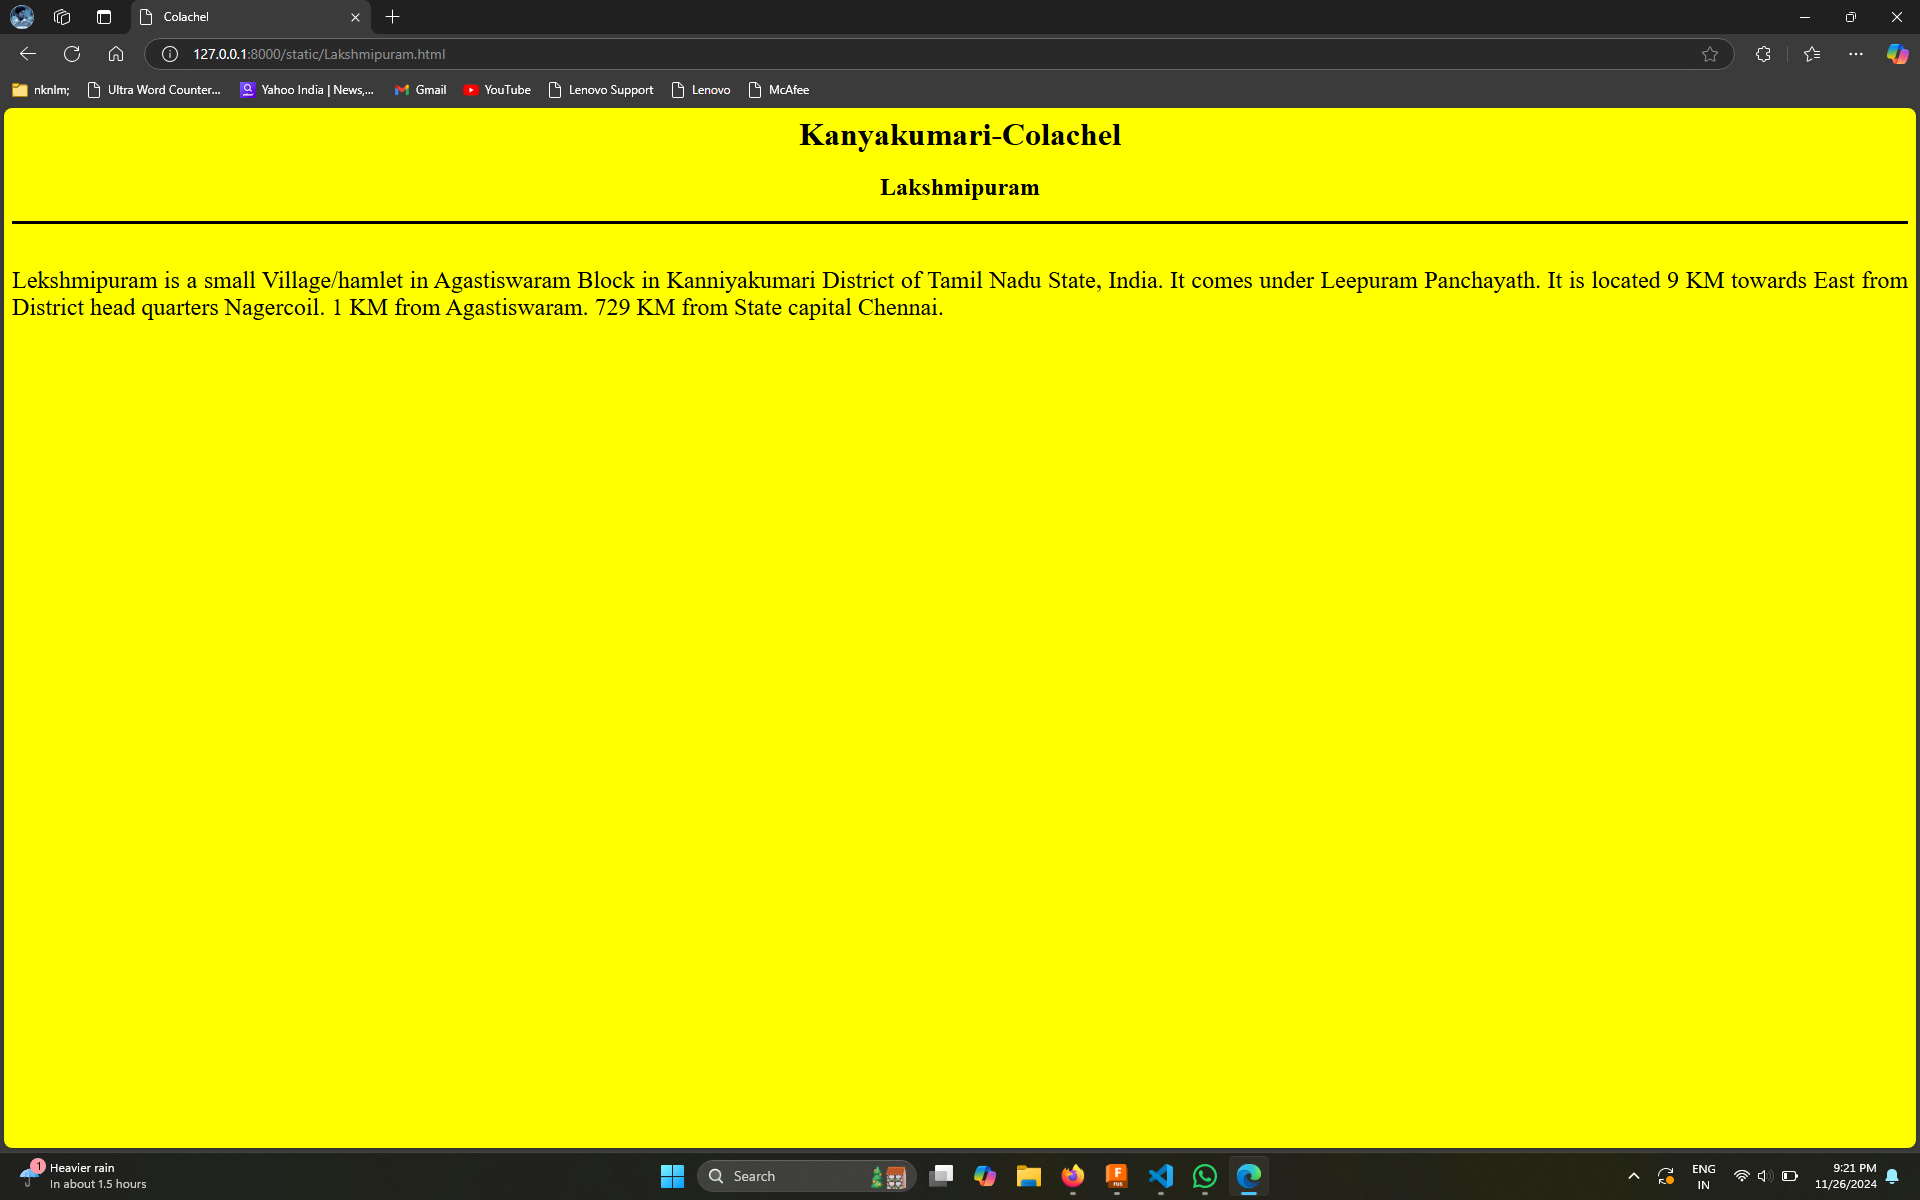 Colachel
127.0.0.1:8000/static/Lakshmipuram.html
nknlm;
Ultra Word Counter...
Yahoo India | News,...
Gmail
YouTube
Lenovo Support
Lenovo
McAfee
Kanyakumari-Colachel
Lakshmipuram
Lekshmipuram is a small Village/hamlet in Agastiswaram Block in Kanniyakumari District of Tamil Nadu State, India. It comes under Leepuram Panchayath. It is located 9 KM towards East from
District head quarters Nagercoil. 1 KM from Agastiswaram. 729 KM from State capital Chennai.
1
Heavier rain
In about 1.5 hours
Search
F
FUS
ENG
IN
9:21 PM
11/26/2024